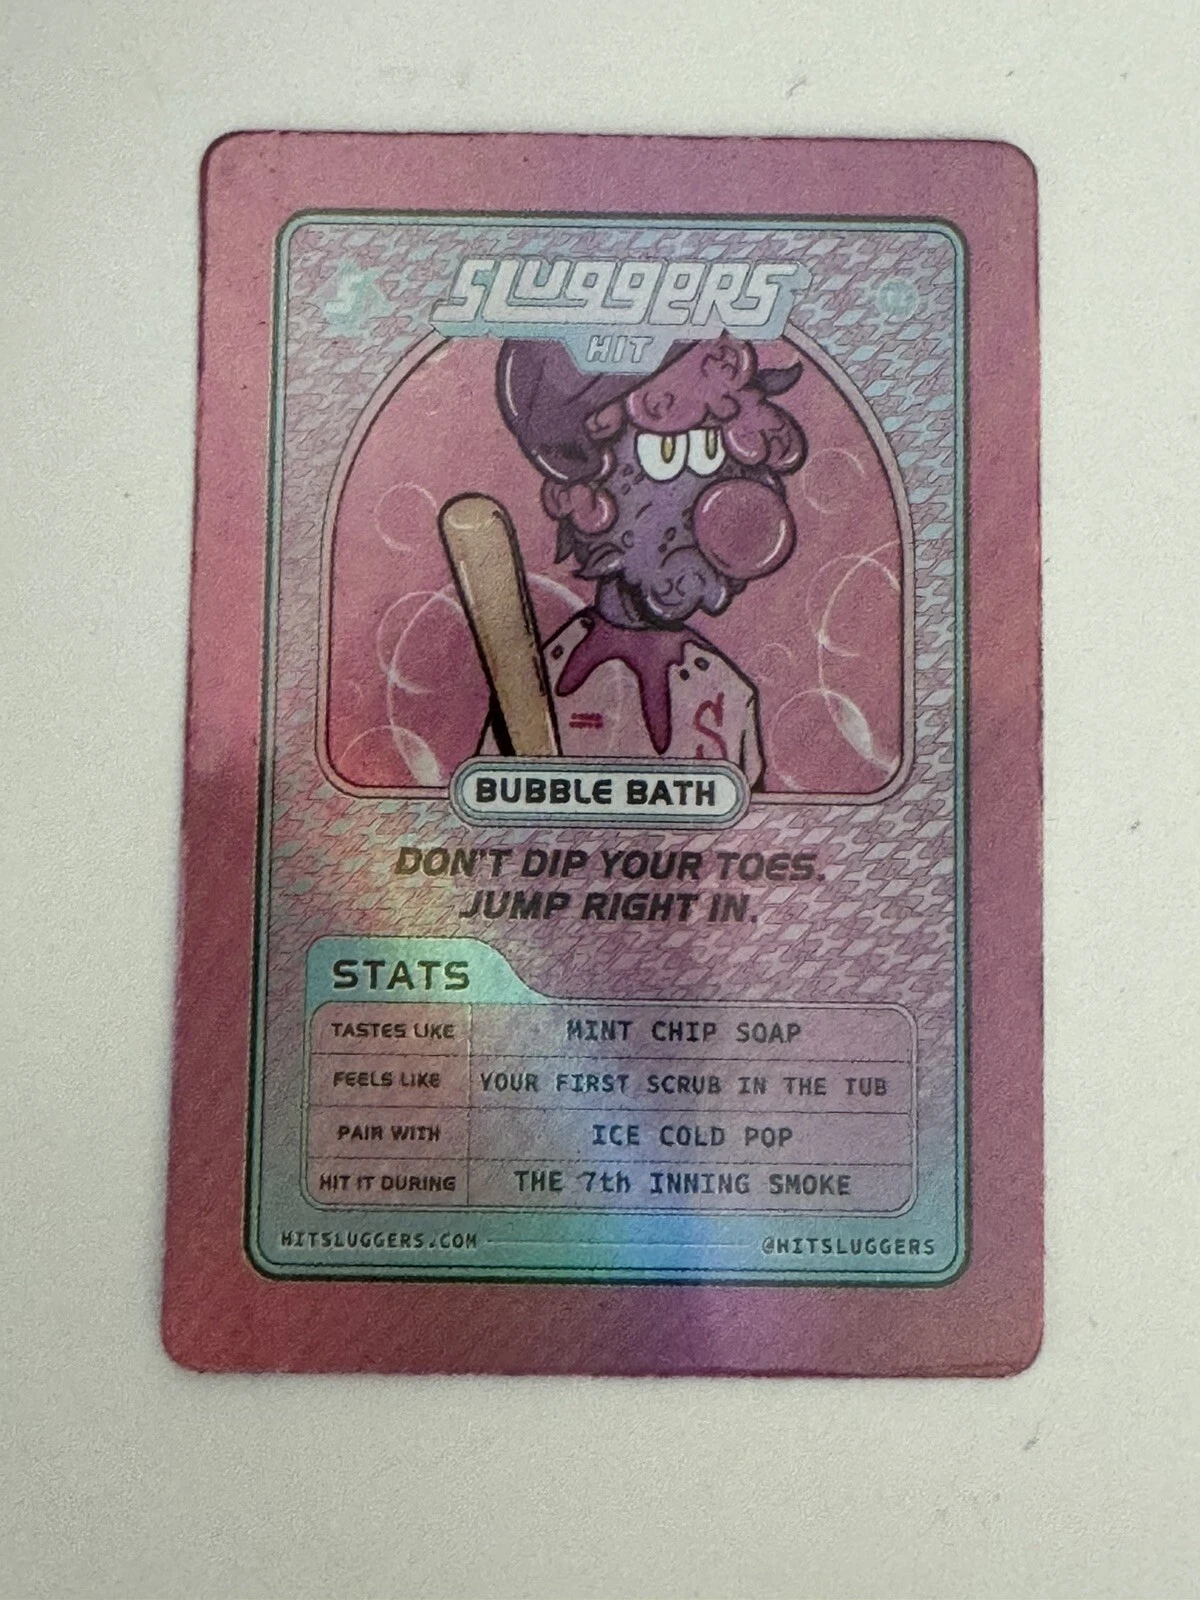 SLUGGERS
HIT
S
BUBBLE BATH
DON'T DIP YOUR TOES.
JUMP RIGHT IN.
STATS
TASTES LIKE MINT CHIP SOAP
FEELS LIKE YOUR FIRST SCRUB IN THE TUB
PAIR WITH ICE COLD POP
HIT IT DURING THE 7th INNING SMOKE
HITSLUGGERS.COM @HITSLUGGERS